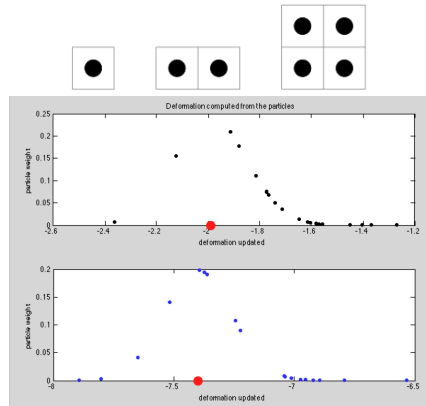 Deformation computed from the particles
0.25
0.2
0.15
0.1
0.05
0
particle weight
-2.6 -2.4 -2.2 -2 -1.8 -1.6 -1.4 -1.2
deformation updated
0.2
0.15
0.1
0.05
0
particle weight
-8 -7.5 -7 -6.5
deformation updated